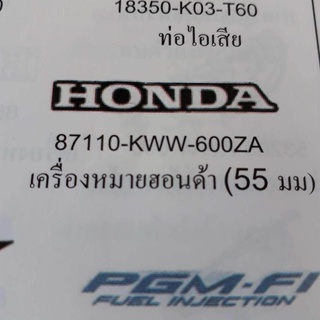 18350-K03-T60
ท่อไอเสีย
HONDA
87110-KWW-600ZA
เครื่องหมายฮอนด้า (55 มม)
PGM-FI
FUEL INJECTION